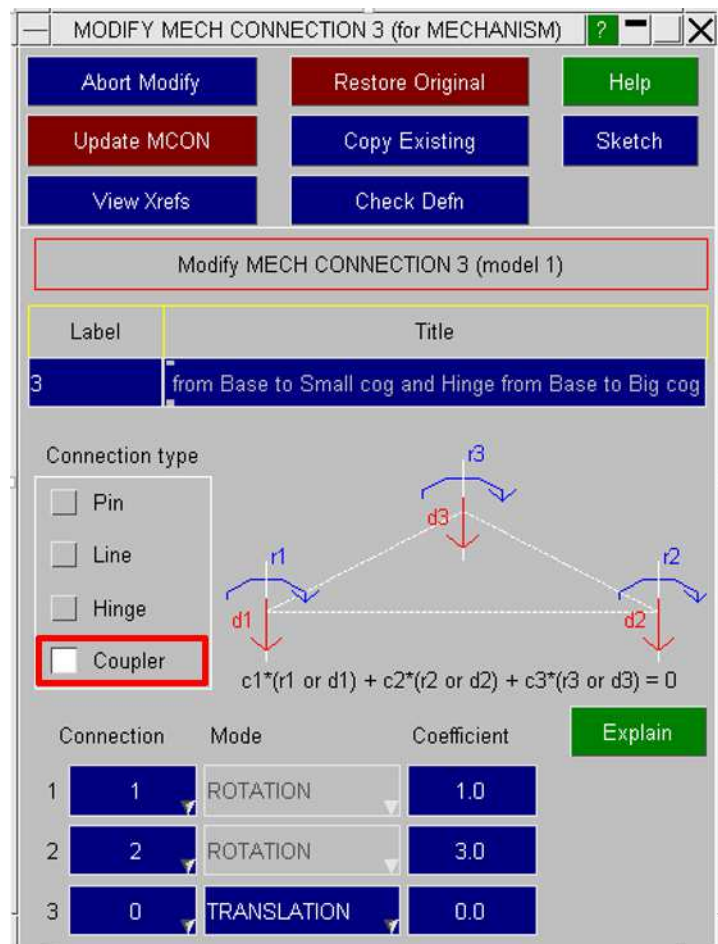 MODIFY MECH CONNECTION 3 (for MECHANISM) ?
Abort Modify Restore Original Help
Update MCON Copy Existing Sketch
View Xrefs Check Defn
Modify MECH CONNECTION 3 (model 1)
Label Title
3 from Base to Small cog and Hinge from Base to Big cog
Connection type
Pin
Line
Hinge
Coupler
r3
d3
r1
r2
d1
d2
c1*(r1 or d1) + c2*(r2 or d2) + c3*(r3 or d3) = 0
Connection Mode Coefficient Explain
1 1 ROTATION 1.0
2 2 ROTATION 3.0
3 0 TRANSLATION 0.0